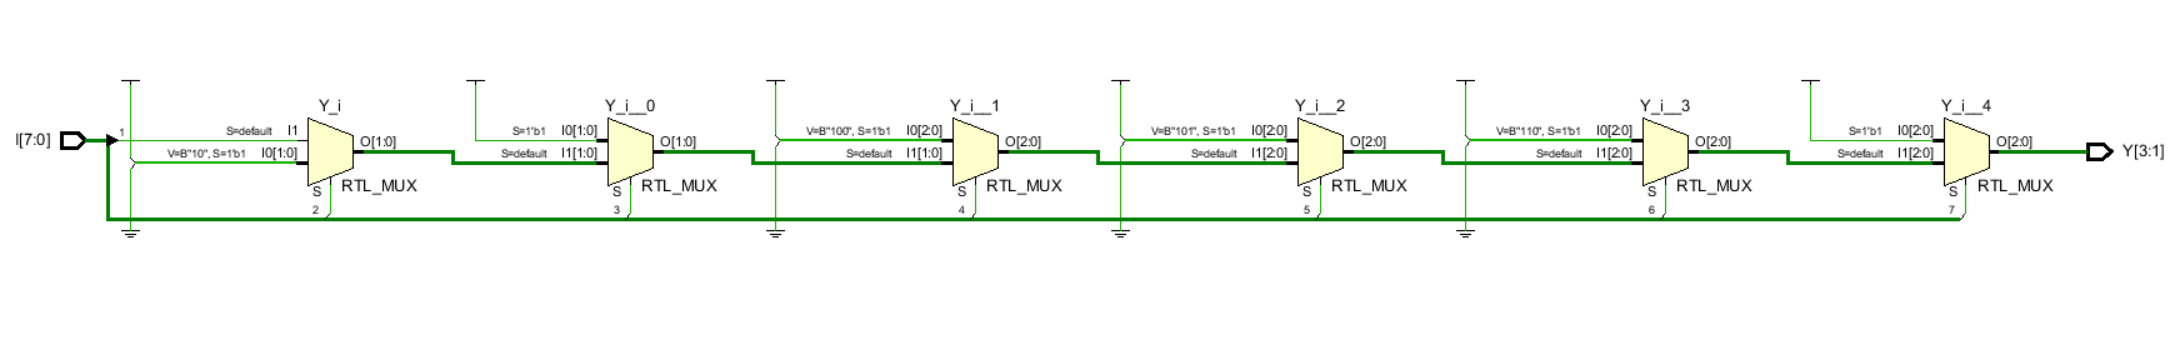 I[7:0]
1
Y_i
S=default I1
V=B"10", S=1'b1 I0[1:0]
O[1:0]
S
RTL_MUX
2
Y_i__0
S=1'b1 I0[1:0]
S=default I1[1:0]
O[1:0]
S
RTL_MUX
3
Y_i__1
V=B"100", S=1'b1 I0[2:0]
S=default I1[1:0]
O[2:0]
S
RTL_MUX
4
Y_i__2
V=B"101", S=1'b1 I0[2:0]
S=default I1[2:0]
O[2:0]
S
RTL_MUX
5
Y_i__3
V=B"110", S=1'b1 I0[2:0]
S=default I1[2:0]
O[2:0]
S
RTL_MUX
6
Y_i__4
S=1'b1 I0[2:0]
S=default I1[2:0]
O[2:0]
S
RTL_MUX
7
Y[3:1]